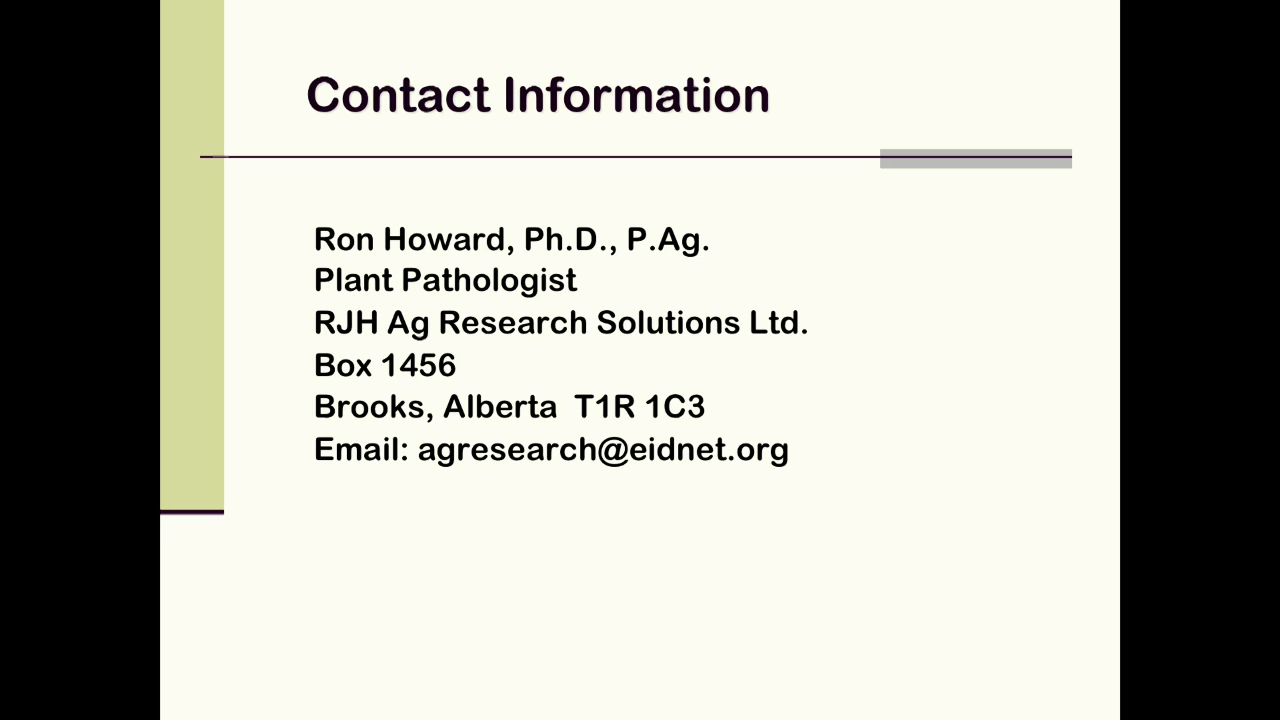 Contact Information
Ron Howard, Ph.D., P.Ag.
Plant Pathologist
RJH Ag Research Solutions Ltd.
Box 1456
Brooks, Alberta  T1R 1C3
Email: agresearch@eidnet.org